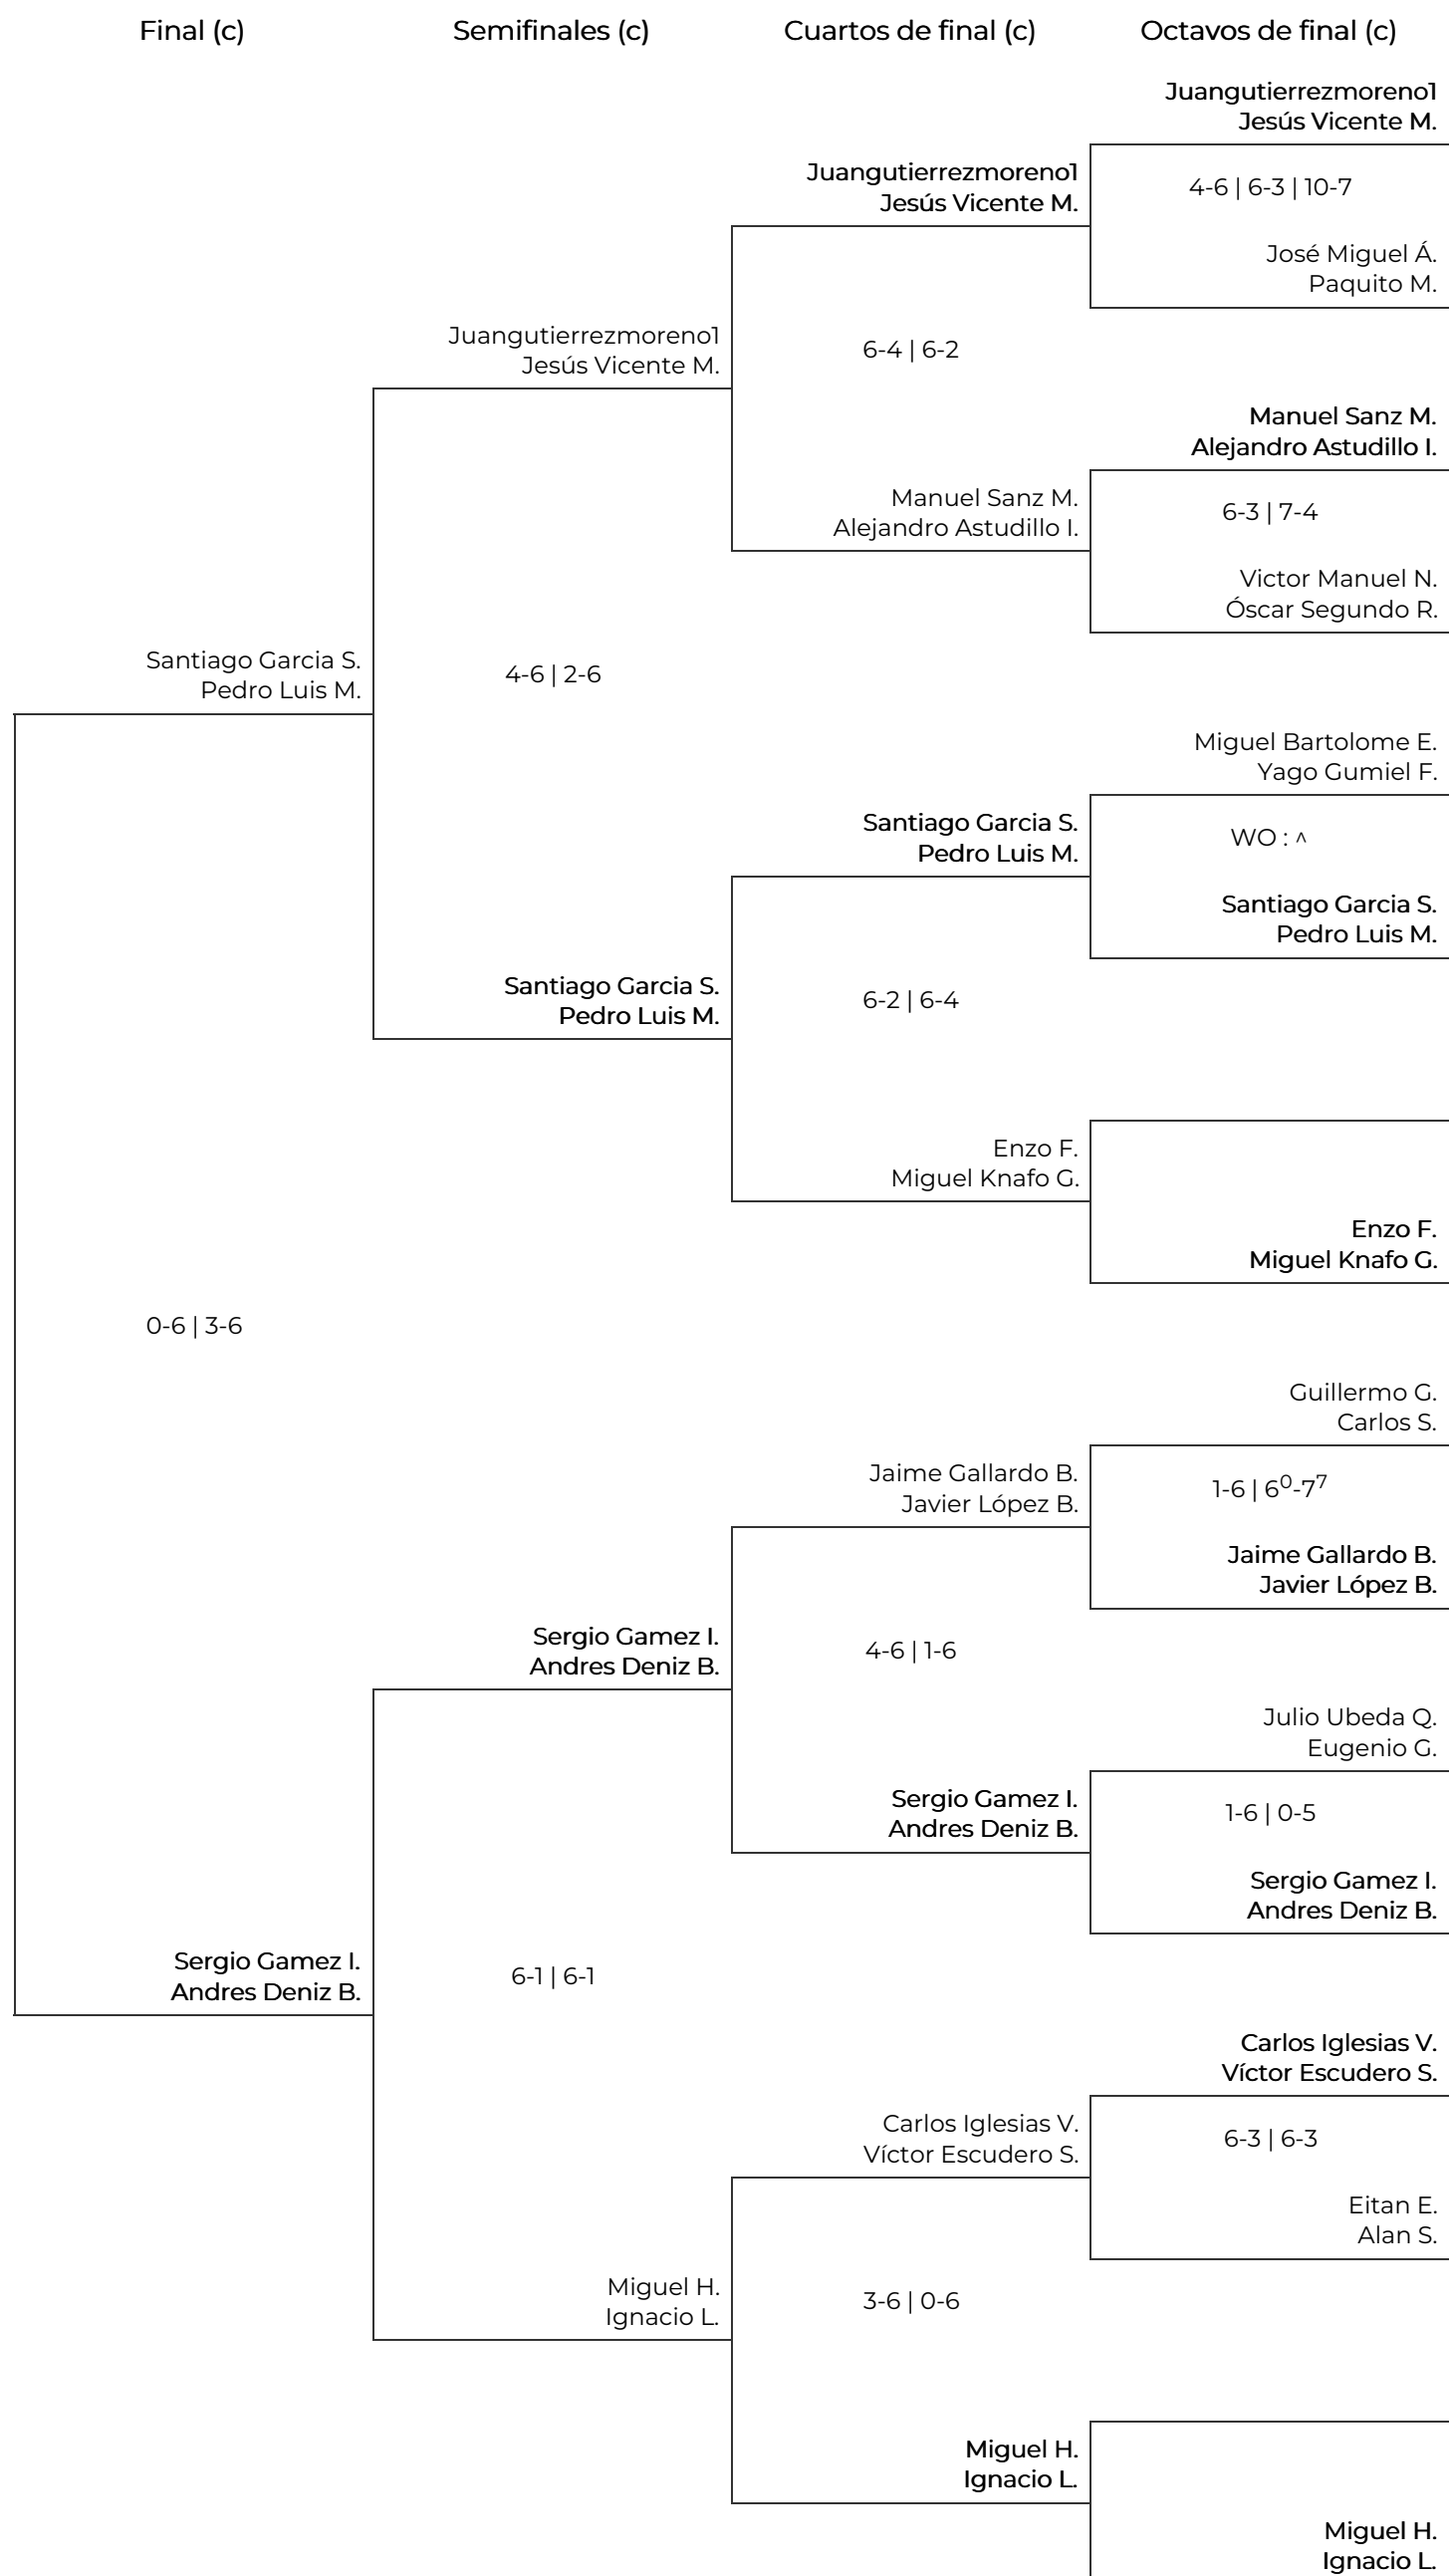 Final (c)
Semifinales (c)
Cuartos de final (c)
Octavos de final (c)
Juangutierrezmoreno1
Jesús Vicente M.
4-6 | 6-3 | 10-7
José Miguel Á.
Paquito M.
Juangutierrezmoreno1
Jesús Vicente M.
6-4 | 6-2
Manuel Sanz M.
Alejandro Astudillo I.
Manuel Sanz M.
Alejandro Astudillo I.
6-3 | 7-4
Victor Manuel N.
Óscar Segundo R.
Juangutierrezmoreno1
Jesús Vicente M.
4-6 | 2-6
Santiago Garcia S.
Pedro Luis M.
Santiago Garcia S.
Pedro Luis M.
Miguel Bartolome E.
Yago Gumiel F.
WO : ^
Santiago Garcia S.
Pedro Luis M.
Santiago Garcia S.
Pedro Luis M.
6-2 | 6-4
Enzo F.
Miguel Knafo G.
Enzo F.
Miguel Knafo G.
0-6 | 3-6
Guillermo G.
Carlos S.
1-6 | 6⁰-7⁷
Jaime Gallardo B.
Javier López B.
Jaime Gallardo B.
Javier López B.
4-6 | 1-6
Sergio Gamez I.
Andres Deniz B.
Julio Ubeda Q.
Eugenio G.
1-6 | 0-5
Sergio Gamez I.
Andres Deniz B.
Sergio Gamez I.
Andres Deniz B.
6-1 | 6-1
Sergio Gamez I.
Andres Deniz B.
Carlos Iglesias V.
Víctor Escudero S.
6-3 | 6-3
Eitan E.
Alan S.
Carlos Iglesias V.
Víctor Escudero S.
3-6 | 0-6
Miguel H.
Ignacio L.
Miguel H.
Ignacio L.
Miguel H.
Ignacio L.